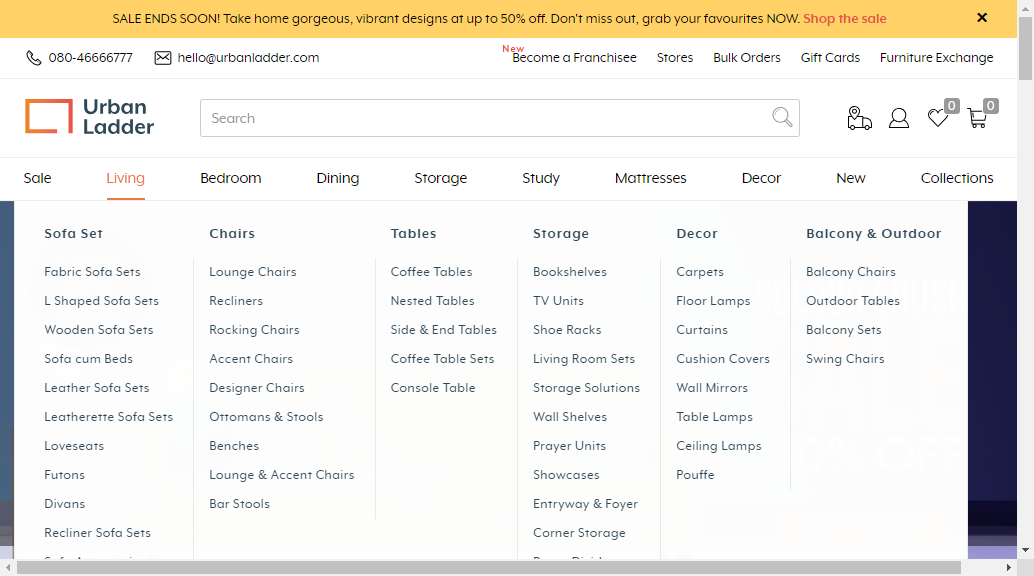 SALE ENDS SOON! Take home gorgeous, vibrant designs at up to 50% off. Don't miss out, grab your favourites NOW. Shop the sale
080-46666777 hello@urbanladder.com New Become a Franchisee Stores Bulk Orders Gift Cards Furniture Exchange
Urban Ladder
Search
0 0
Sale Living Bedroom Dining Storage Study Mattresses Decor New Collections
Sofa Set
Fabric Sofa Sets
L Shaped Sofa Sets
Wooden Sofa Sets
Sofa cum Beds
Leather Sofa Sets
Leatherette Sofa Sets
Loveseats
Futons
Divans
Recliner Sofa Sets
Chairs
Lounge Chairs
Recliners
Rocking Chairs
Accent Chairs
Designer Chairs
Ottomans & Stools
Benches
Lounge & Accent Chairs
Bar Stools
Tables
Coffee Tables
Nested Tables
Side & End Tables
Coffee Table Sets
Console Table
Storage
Bookshelves
TV Units
Shoe Racks
Living Room Sets
Storage Solutions
Wall Shelves
Prayer Units
Showcases
Entryway & Foyer
Corner Storage
Decor
Carpets
Floor Lamps
Curtains
Cushion Covers
Wall Mirrors
Table Lamps
Ceiling Lamps
Pouffe
Balcony & Outdoor
Balcony Chairs
Outdoor Tables
Balcony Sets
Swing Chairs